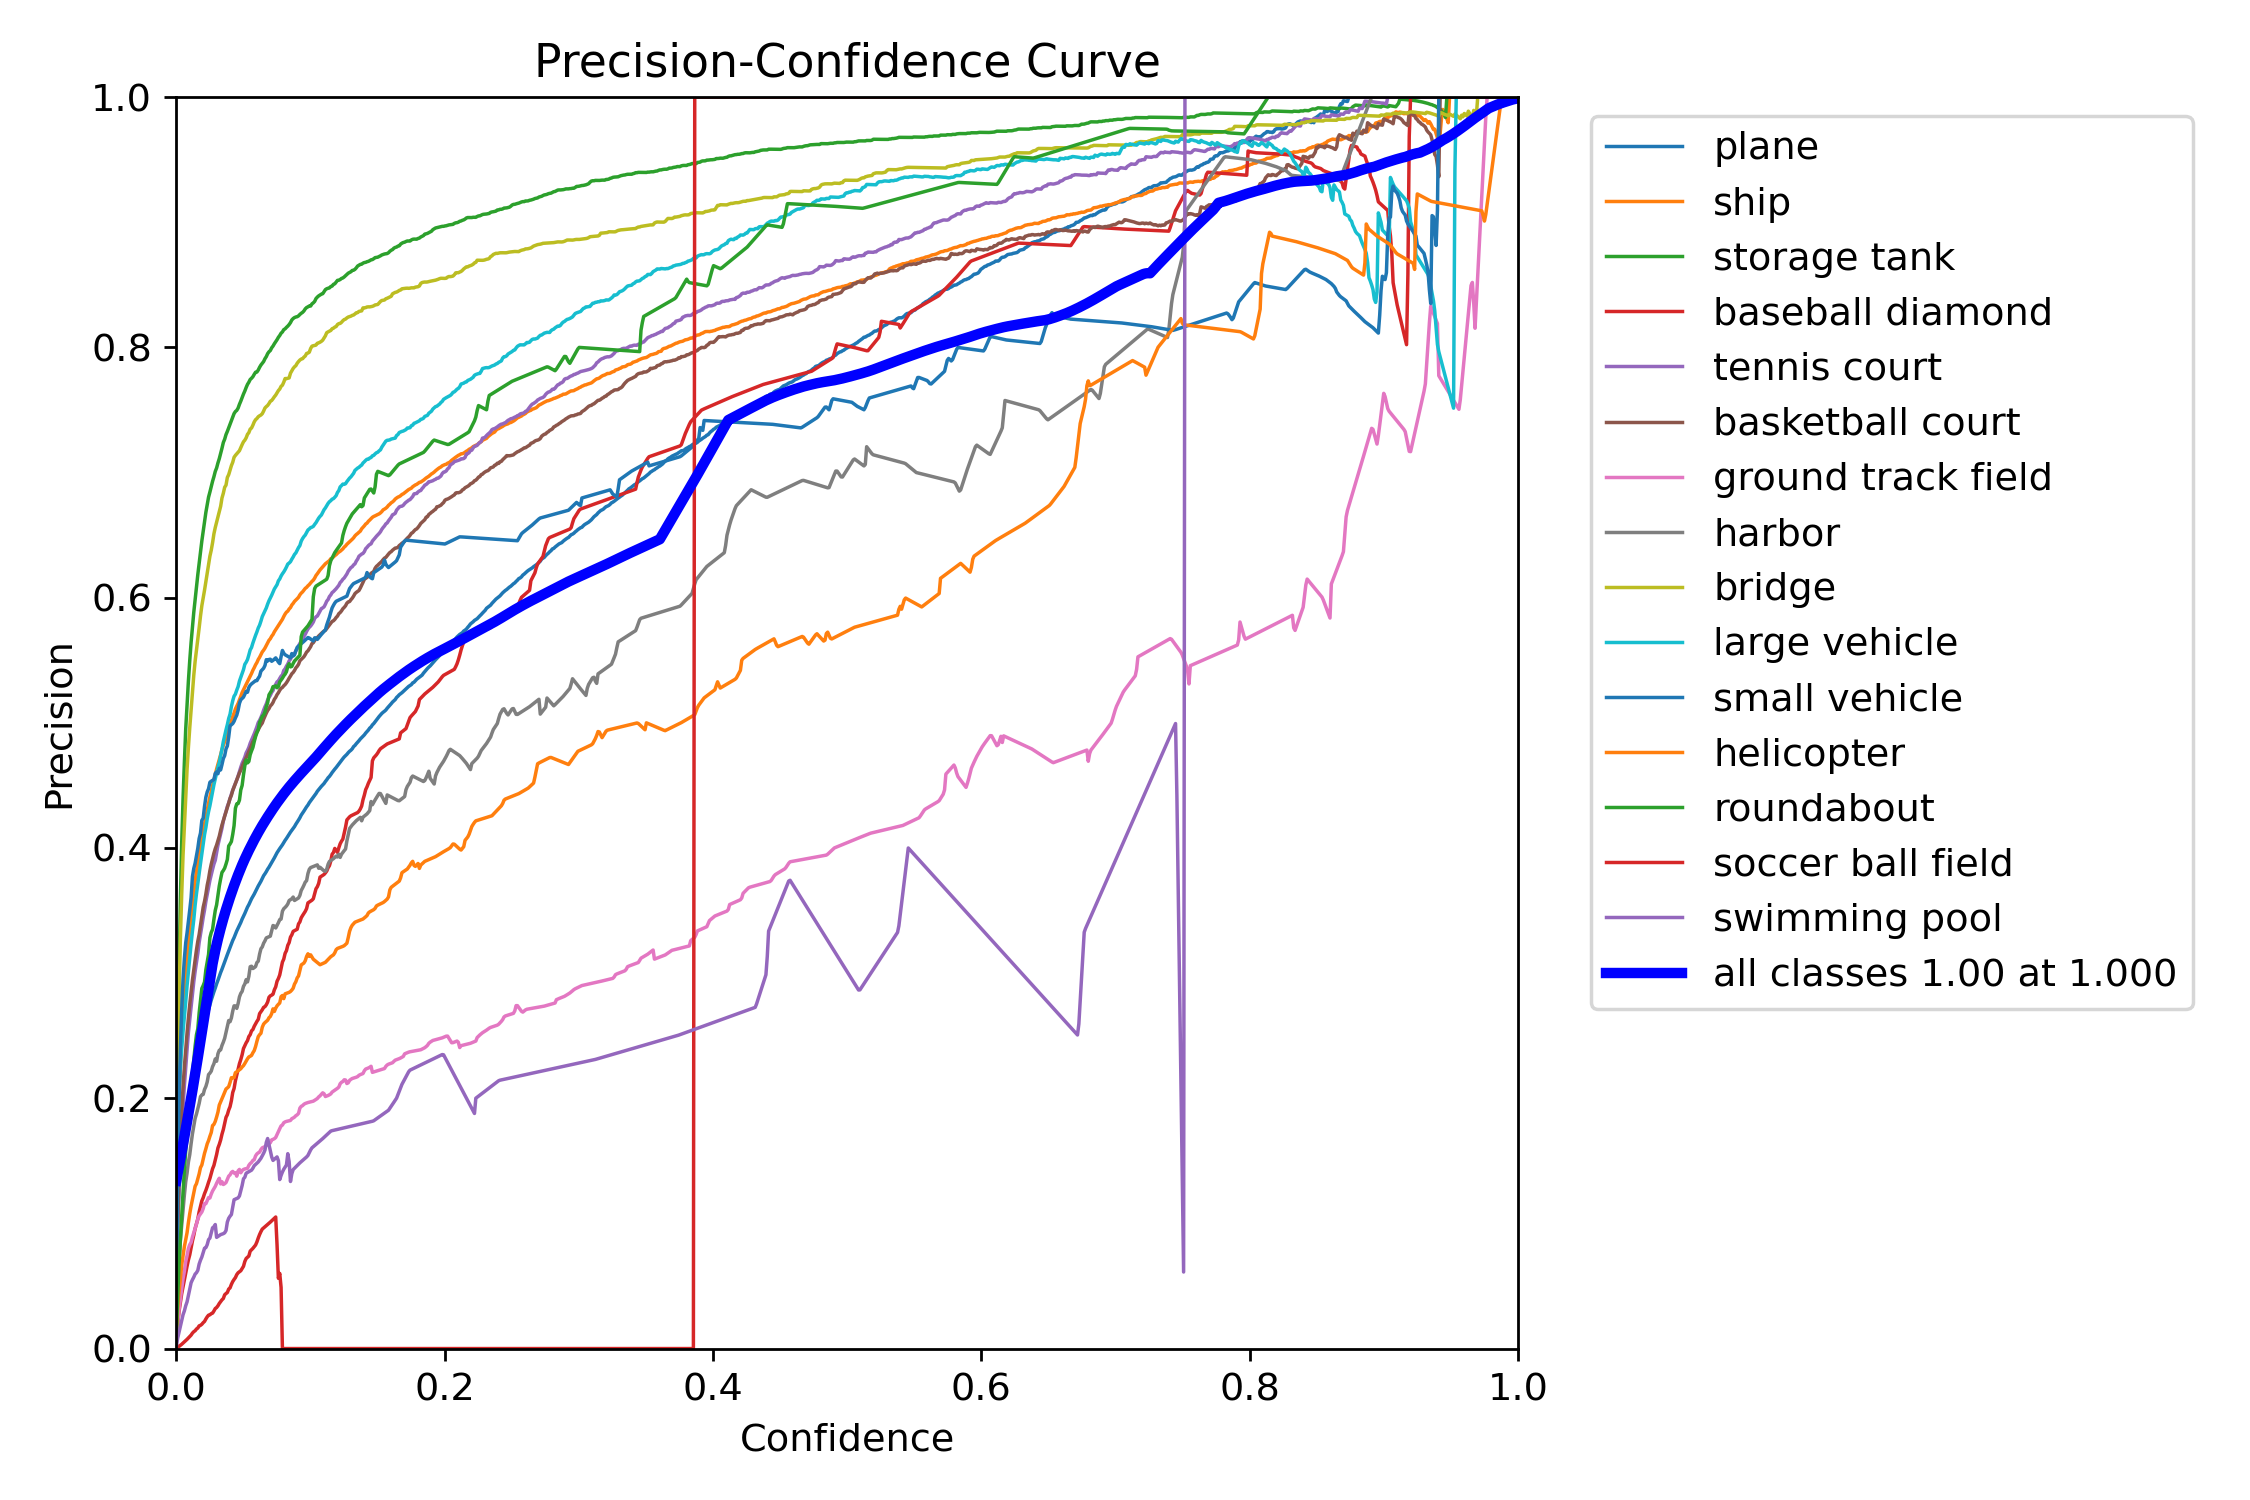 Precision-Confidence Curve
1.0
0.8
0.6
0.4
0.2
0.0
Precision
0.0 0.2 0.4 0.6 0.8 1.0
Confidence
plane
ship
storage tank
baseball diamond
tennis court
basketball court
ground track field
harbor
bridge
large vehicle
small vehicle
helicopter
roundabout
soccer ball field
swimming pool
all classes 1.00 at 1.000